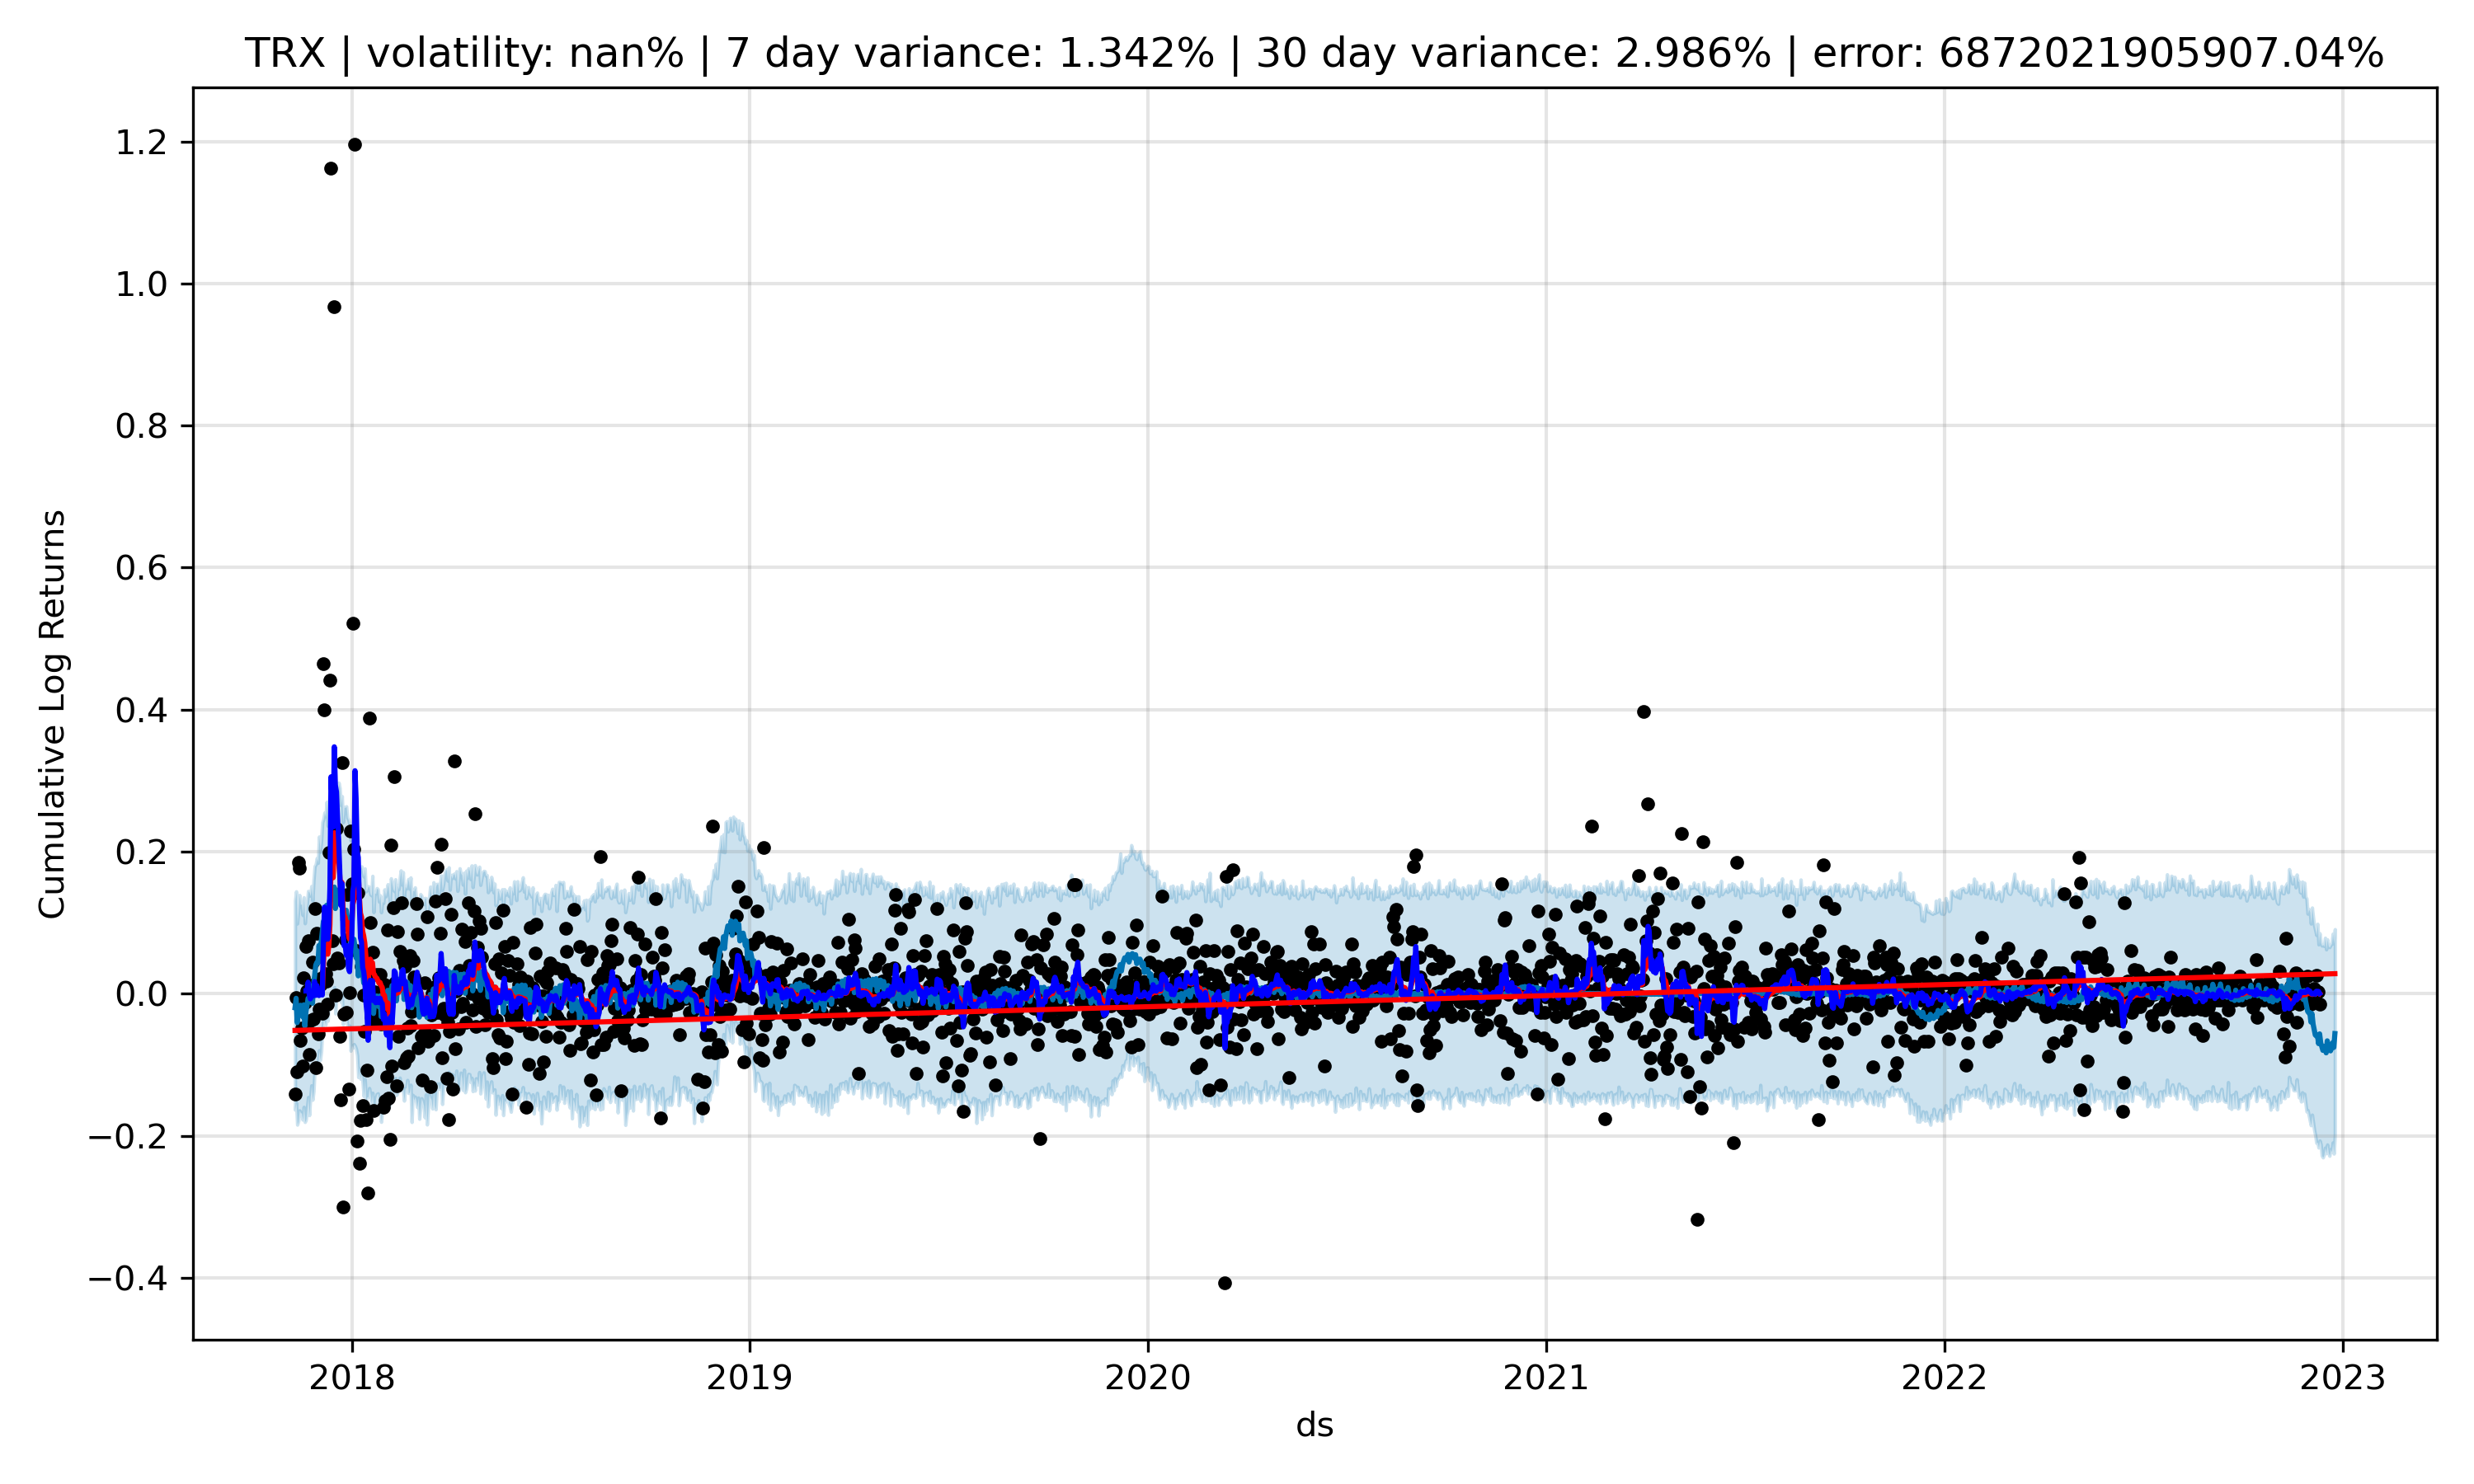 TRX | volatility: nan% | 7 day variance: 1.342% | 30 day variance: 2.986% | error: 6872021905907.04%
Cumulative Log Returns
1.2
1.0
0.8
0.6
0.4
0.2
0.0
−0.2
−0.4
2018 2019 2020 2021 2022 2023
ds